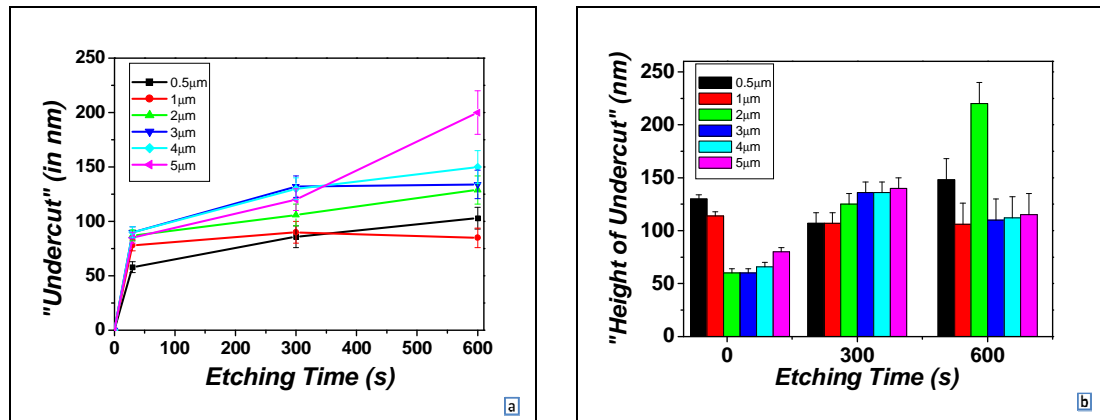 250
200
150
100
50
0
"Undercut" (in nm)
0.5μm
1μm
2μm
3μm
4μm
5μm
0 100 200 300 400 500 600
Etching Time (s)
a
250
200
150
100
50
0
"Height of Undercut" (nm)
0.5μm
1μm
2μm
3μm
4μm
5μm
0 300 600
Etching Time (s)
b